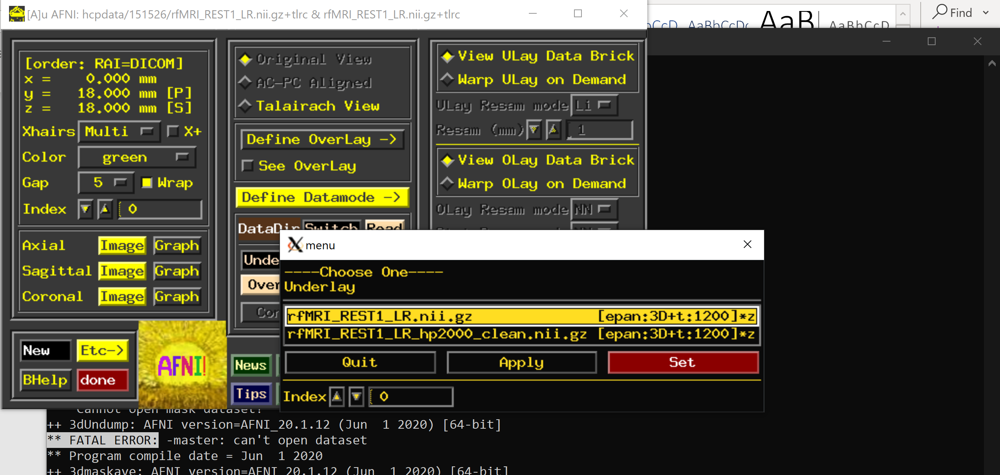 [A]u AFNI: hcpdata/151526/rfMRI_REST1_LR.nii.gz+tlrc & rfMRI_REST1_LR.nii.gz+tlrc
AaBbCcDc
AaB
AaBbCcD
Find
[order: RAI=DICOM]
x = 0.000 mm
y = 18.000 mm [P]
z = 18.000 mm [S]
Xhairs Multi X+
Color green
Gap 5 Wrap
Index 0
Axial Image Graph
Sagittal Image Graph
Coronal Image Graph
New Etc->
BHelp done
AFNI!
Original View
AC-PC Aligned
Talairach View
Define OverLay ->
See OverLay
Define Datamode ->
DataDir Switch Read
Unde
Over
Cor
News
Tips
View ULay Data Brick
Warp ULay on Demand
ULay Resam mode Li
Resam (mm) 1
View OLay Data Brick
Warp OLay on Demand
OLay Resam mode NN
menu
----Choose One----
Underlay
rfMRI_REST1_LR.nii.gz [epan:3D+t:1200]*z
rfMRI_REST1_LR_hp2000_clean.nii.gz [epan:3D+t:1200]*z
Quit Apply Set
Index 0
Cannot open mask dataset!
++ 3dUndump: AFNI version=AFNI_20.1.12 (Jun 1 2020) [64-bit]
** FATAL ERROR: -master: can't open dataset
** Program compile date = Jun 1 2020
++ 3dmaskave: AFNI version=AFNI_20.1.12 (Jun 1 2020) [64-bit]